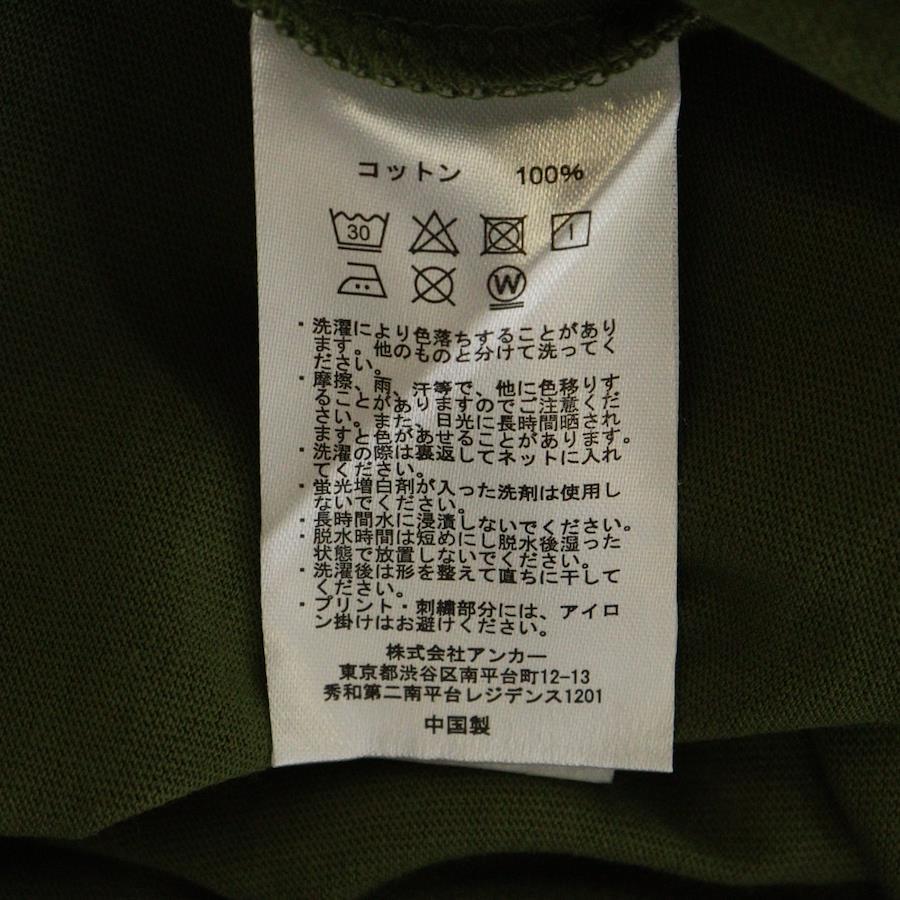 コットン 100%
30
W
・洗濯により色落ちすることがあり
ます。他のものと分けて洗ってく
ださい。
・摩擦、雨、汗等で、他に色移りす
ることがありますのでご注意くだ
さい。また、日光に長時間晒され
ますと色があせることがあります。
・洗濯の際は裏返してネットに入れ
てください。
・蛍光増白剤が入った洗剤は使用し
ないでください。
・長時間水に浸漬しないでください。
・脱水時間は短めにし脱水後湿った
状態で放置しないでください。
・洗濯後は形を整えて直ちに干して
ください。
・プリント・刺繍部分には、アイロ
ン掛けはお避けください。
株式会社アンカー
東京都渋谷区南平台町12-13
秀和第二南平台レジデンス1201
中国製